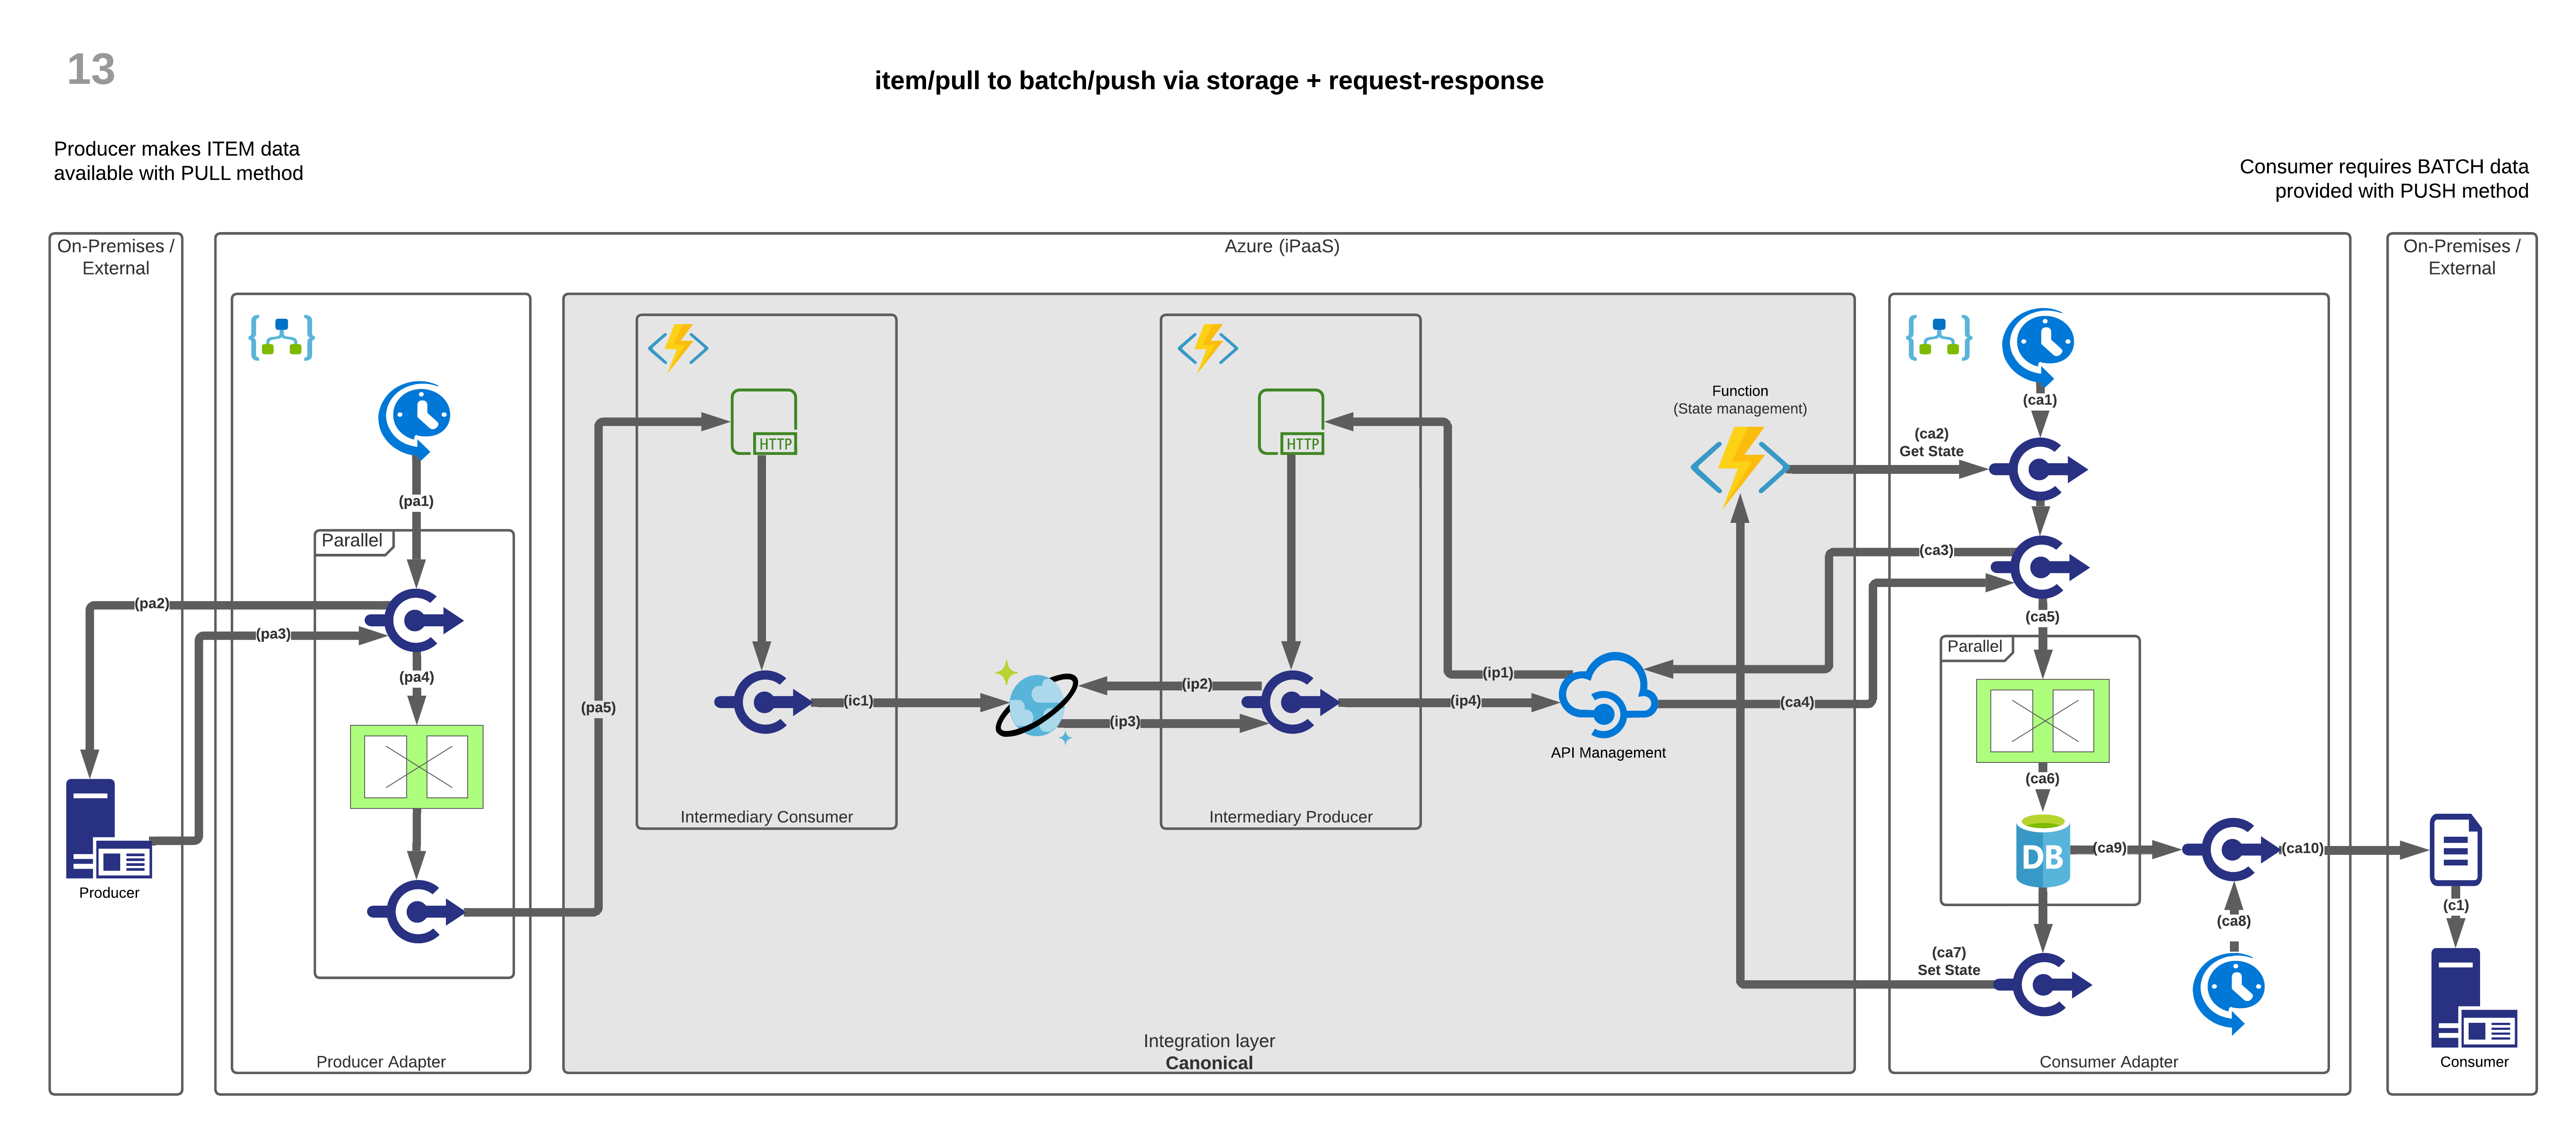 13
item/pull to batch/push via storage + request-response
Producer makes ITEM data
available with PULL method
Consumer requires BATCH data
provided with PUSH method
On-Premises /
External
Azure (iPaaS)
On-Premises /
External
Function
(State management)
(ca1)
(ca2)
Get State
HTTP
HTTP
(pa1)
Parallel
(ca3)
(pa2)
(pa3)
(ca5)
Parallel
(pa4)
(ip1)
(ip2)
(pa5)
(ic1)
(ip4)
(ca4)
(ip3)
API Management
(ca6)
Intermediary Consumer
Intermediary Producer
DB
(ca9)
(ca10)
Producer
(c1)
(ca8)
(ca7)
Set State
Integration layer
Canonical
Producer Adapter
Consumer Adapter
Consumer